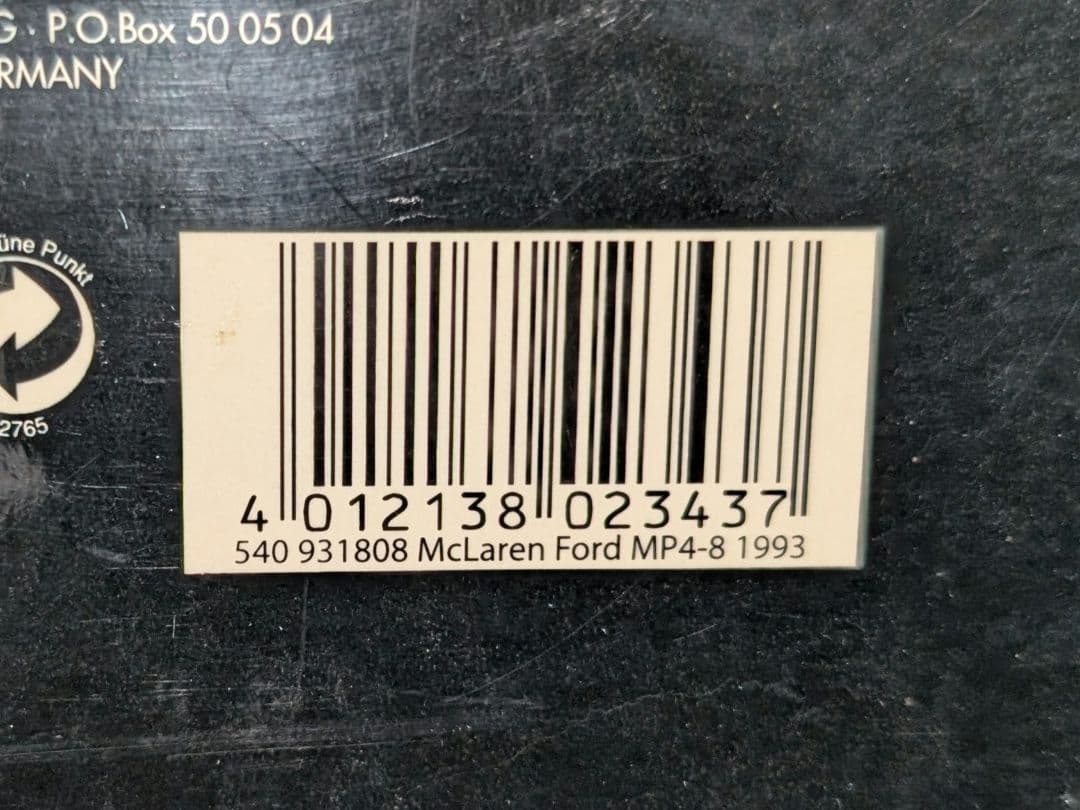 G · P.O.Box 50 05 04
RMANY
üne Punkt
2765
4 012138 023437
540 931808 McLaren Ford MP4-8 1993